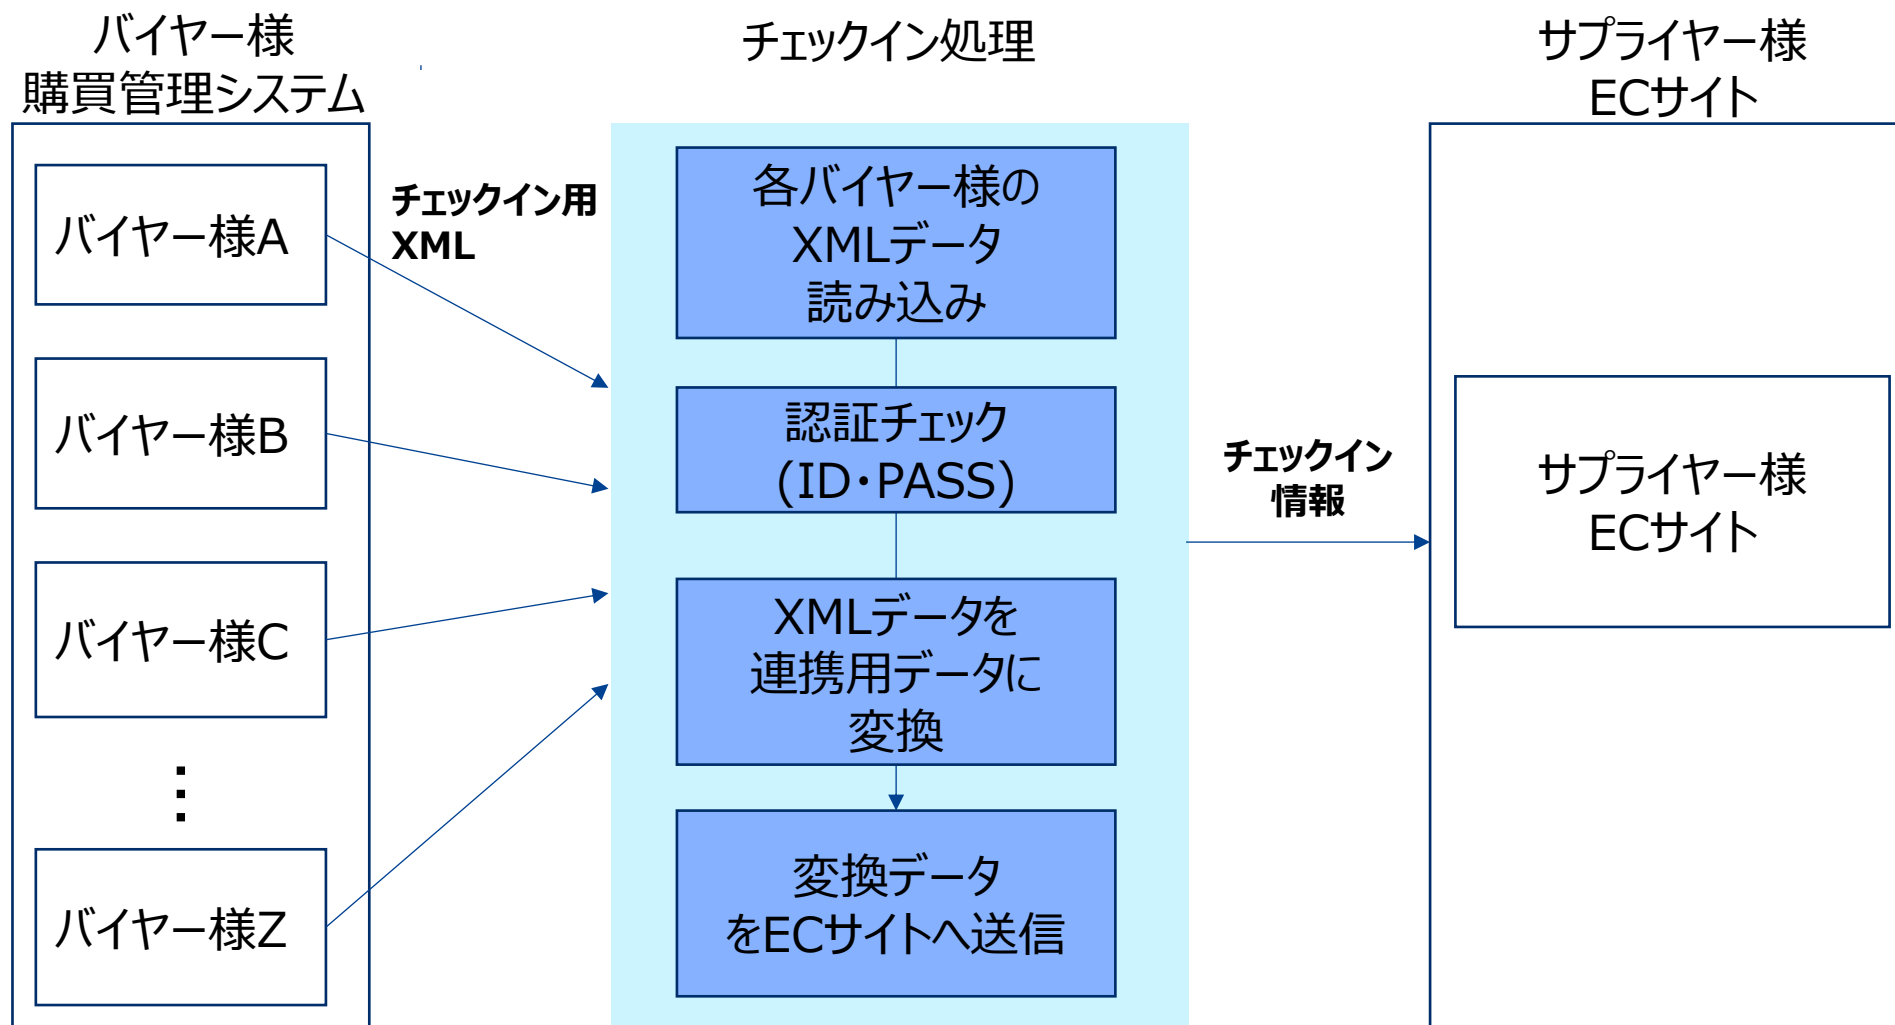 バイヤー様
購買管理システム
バイヤー様A
バイヤー様B
バイヤー様C
⋮
バイヤー様Z
チェックイン用
XML
チェックイン処理
各バイヤー様の
XMLデータ
読み込み
認証チェック
(ID・PASS)
XMLデータを
連携用データに
変換
変換データ
をECサイトへ送信
チェックイン
情報
サプライヤー様
ECサイト
サプライヤー様
ECサイト